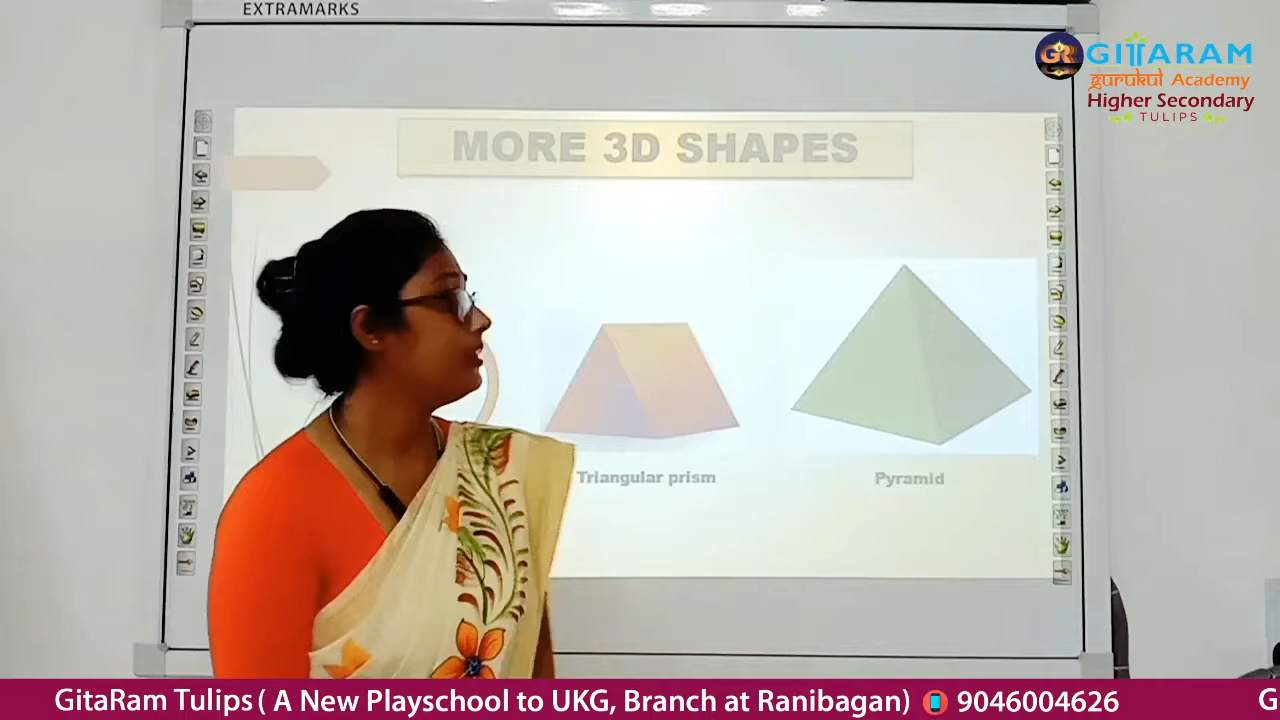 EXTRAMARKS
GR GITARAM
gurukul Academy
Higher Secondary
TULIPS
MORE 3D SHAPES
Triangular prism
Pyramid
GitaRam Tulips ( A New Playschool to UKG, Branch at Ranibagan) 9046004626 G